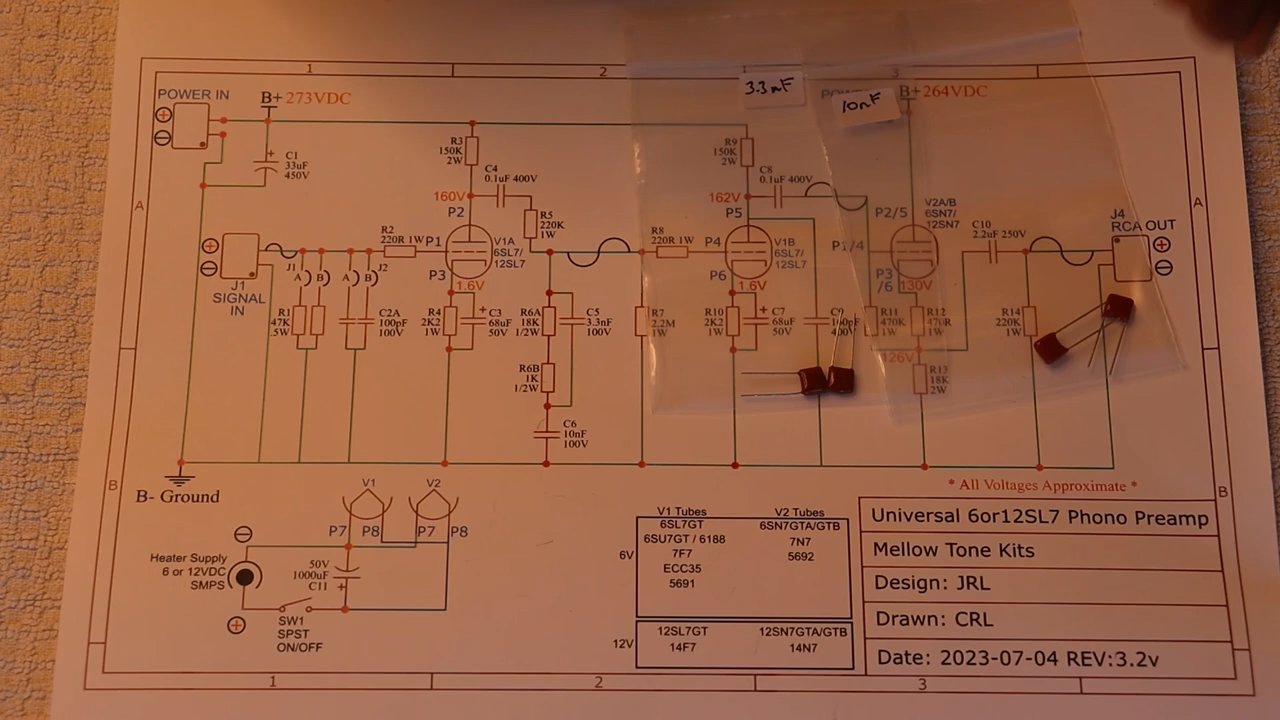 1
2
3
3.3nF
10nF
POWER IN
B+ 273VDC
B+ 264VDC
C1
33uF
450V
R3
150K
2W
C4
0.1uF 400V
R9
150K
2W
C8
0.1uF 400V
A
A
160V
P2
R5
220K
1W
162V
P5
P2/5
V2A/B
6SN7/
12SN7
C10
2.2uF 250V
J4
RCA OUT
J1
SIGNAL
IN
J1
A
B
A
B
J2
R2
220R 1W
P1
V1A
6SL7/
12SL7
P3
1.6V
R8
220R 1W
P4
V1B
6SL7/
12SL7
P6
1.6V
P1/4
P3
/6
130V
R1
47K
.5W
C2A
100pF
100V
R4
2K2
1W
C3
68uF
50V
R6A
18K
1/2W
C5
3.3nF
100V
R7
2.2M
1W
R10
2K2
1W
C7
68uF
50V
C9
100pF
400V
R11
470K
1W
R12
470R
1W
R14
220K
1W
126V
R6B
1K
1/2W
R13
18K
2W
C6
10nF
100V
B
B
B- Ground
* All Voltages Approximate *
V1
V2
P7
P8
P7
P8
Heater Supply
6 or 12VDC
SMPS
50V
1000uF
C11
SW1
SPST
ON/OFF
V1 Tubes
V2 Tubes
6V
6SL7GT
6SN7GTA/GTB
6SU7GT / 6188
7N7
7F7
5692
ECC35
5691
12V
12SL7GT
12SN7GTA/GTB
14F7
14N7
Universal 6or12SL7 Phono Preamp
Mellow Tone Kits
Design: JRL
Drawn: CRL
Date: 2023-07-04 REV:3.2v
1
2
3